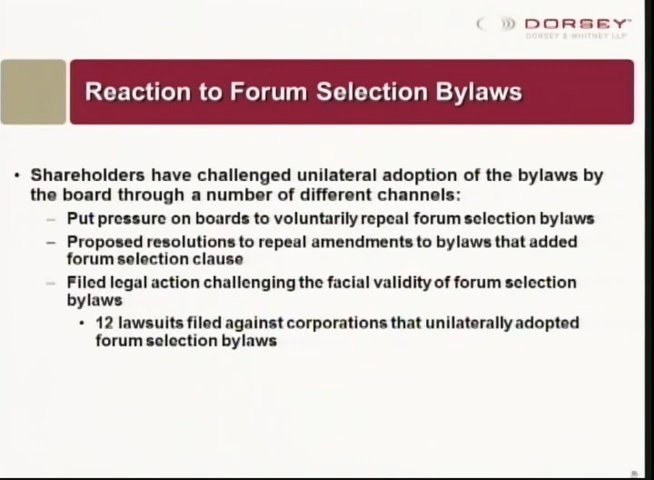 DORSEY
DORSEY & WHITNEY LLP
Reaction to Forum Selection Bylaws
• Shareholders have challenged unilateral adoption of the bylaws by
the board through a number of different channels:
– Put pressure on boards to voluntarily repeal forum selection bylaws
– Proposed resolutions to repeal amendments to bylaws that added
forum selection clause
– Filed legal action challenging the facial validity of forum selection
bylaws
• 12 lawsuits filed against corporations that unilaterally adopted
forum selection bylaws